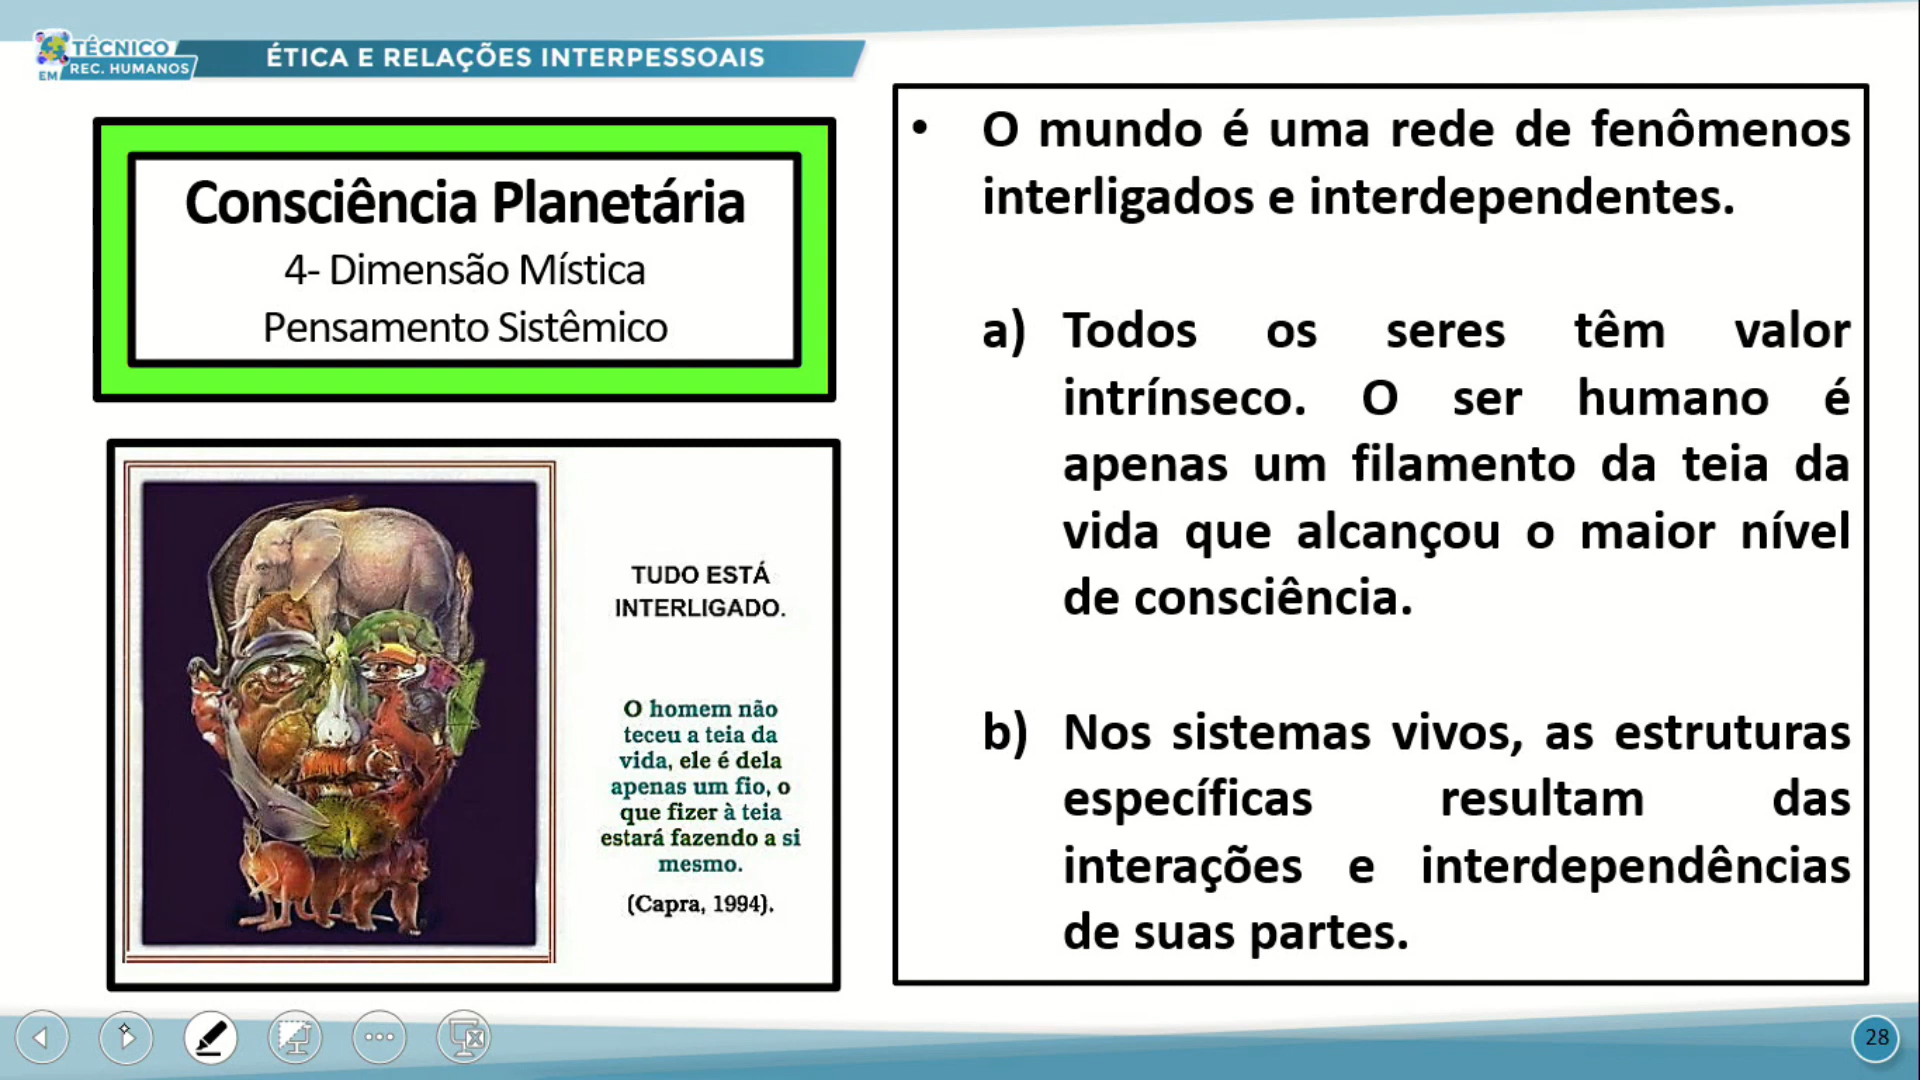 TÉCNICO
EM REC. HUMANOS
ÉTICA E RELAÇÕES INTERPESSOAIS
Consciência Planetária
4- Dimensão Mística
Pensamento Sistêmico
TUDO ESTÁ
INTERLIGADO.
O homem não
teceu a teia da
vida, ele é dela
apenas um fio, o
que fizer à teia
estará fazendo a si
mesmo.
(Capra, 1994).
• O mundo é uma rede de fenômenos
interligados e interdependentes.
a) Todos os seres têm valor
intrínseco. O ser humano é
apenas um filamento da teia da
vida que alcançou o maior nível
de consciência.
b) Nos sistemas vivos, as estruturas
específicas resultam das
interações e interdependências
de suas partes.
28